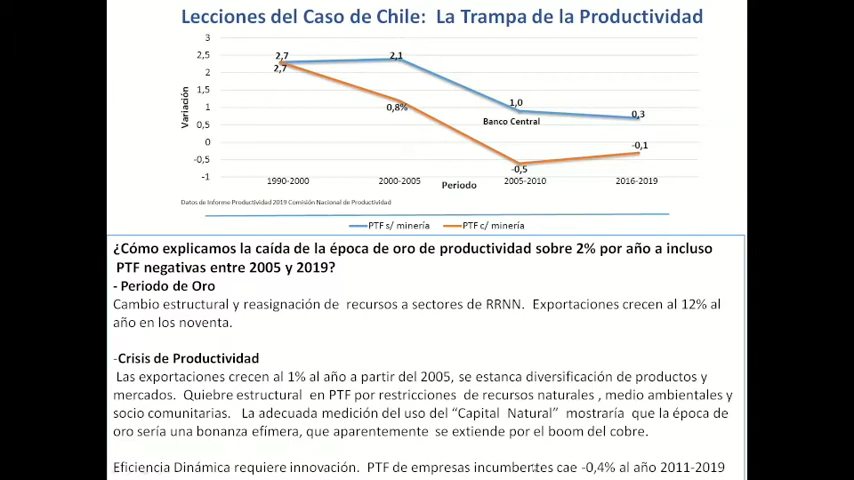 Lecciones del Caso de Chile: La Trampa de la Productividad
3
2,5
2
1,5
1
0,5
0
-0,5
-1
Variación
2,7
2,7
2,1
0,8%
1,0
Banco Central
-0,5
0,3
-0,1
1990-2000
2000-2005
2005-2010
2016-2019
Periodo
Datos de Informe Productividad 2019 Comisión Nacional de Productividad
PTF s/ minería
PTF c/ minería
¿Cómo explicamos la caída de la época de oro de productividad sobre 2% por año a incluso
PTF negativas entre 2005 y 2019?
- Periodo de Oro
Cambio estructural y reasignación de recursos a sectores de RRNN. Exportaciones crecen al 12% al
año en los noventa.
-Crisis de Productividad
Las exportaciones crecen al 1% al año a partir del 2005, se estanca diversificación de productos y
mercados. Quiebre estructural en PTF por restricciones de recursos naturales , medio ambientales y
socio comunitarias. La adecuada medición del uso del “Capital Natural” mostraría que la época de
oro sería una bonanza efímera, que aparentemente se extiende por el boom del cobre.
Eficiencia Dinámica requiere innovación. PTF de empresas incumbentes cae -0,4% al año 2011-2019